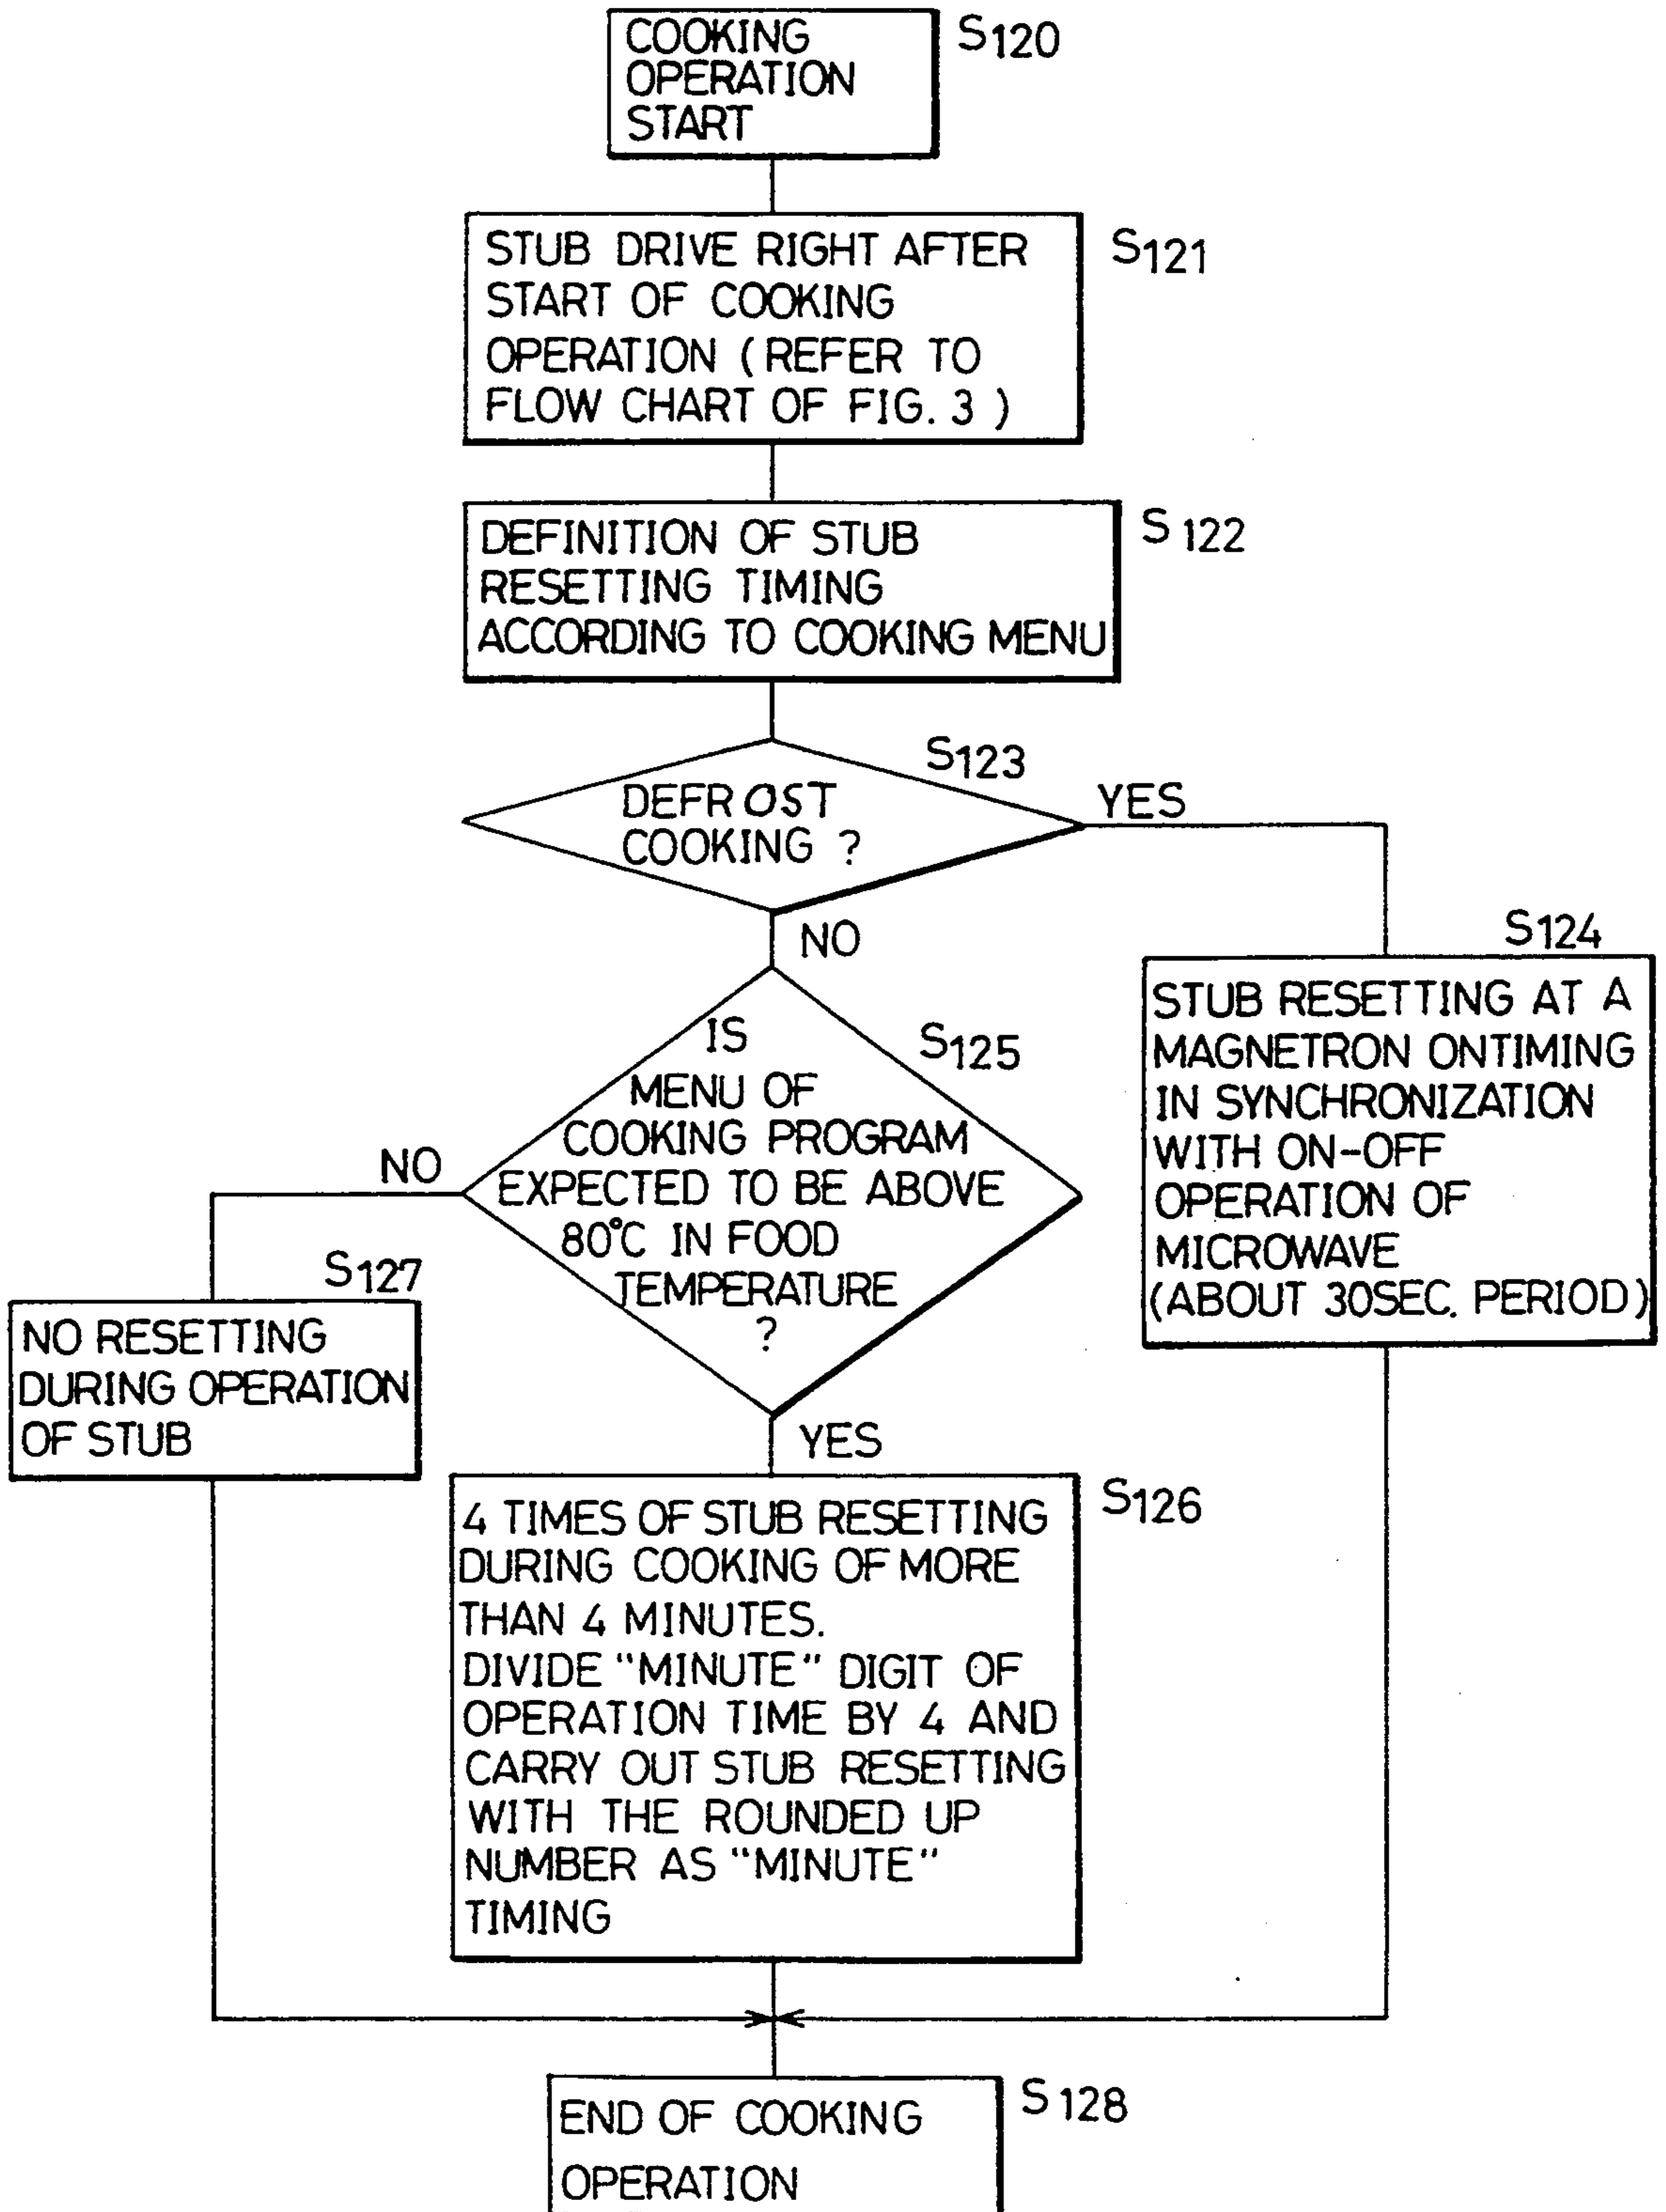 COOKING
OPERATION
START
S120
STUB DRIVE RIGHT AFTER
START OF COOKING
OPERATION (REFER TO
FLOW CHART OF FIG. 3 )
S121
DEFINITION OF STUB
RESETTING TIMING
ACCORDING TO COOKING MENU
S122
S123
DEFROST
COOKING ?
YES
NO
S124
STUB RESETTING AT A
MAGNETRON ONTIMING
IN SYNCHRONIZATION
WITH ON-OFF
OPERATION OF
MICROWAVE
(ABOUT 30SEC. PERIOD)
S125
IS
MENU OF
COOKING PROGRAM
EXPECTED TO BE ABOVE
80°C IN FOOD
TEMPERATURE
?
NO
S127
NO RESETTING
DURING OPERATION
OF STUB
YES
S126
4 TIMES OF STUB RESETTING
DURING COOKING OF MORE
THAN 4 MINUTES.
DIVIDE "MINUTE" DIGIT OF
OPERATION TIME BY 4 AND
CARRY OUT STUB RESETTING
WITH THE ROUNDED UP
NUMBER AS "MINUTE"
TIMING
END OF COOKING
OPERATION
S128